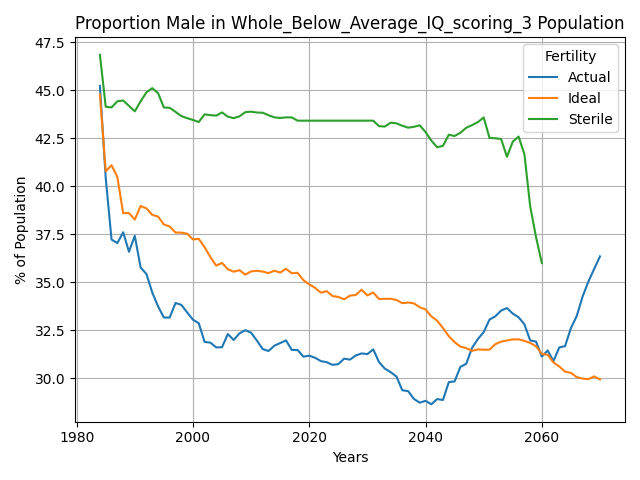 Proportion Male in Whole_Below_Average_IQ_scoring_3 Population
47.5
45.0
42.5
40.0
37.5
35.0
32.5
30.0
% of Population
Fertility
Actual
Ideal
Sterile
1980
2000
2020
2040
2060
Years